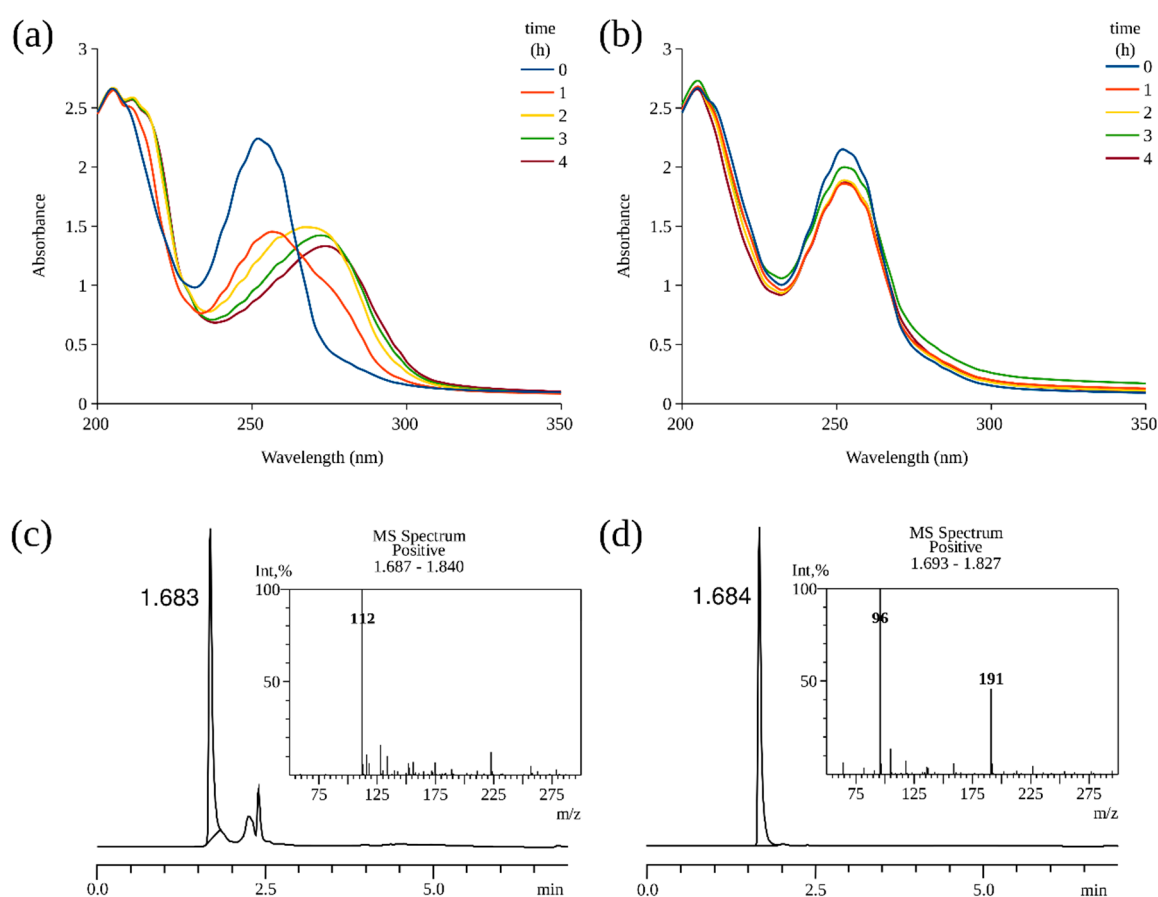 (a)
time
(h)
0
1
2
3
4
3
2.5
2
1.5
1
0.5
0
Absorbance
200
250
300
350
Wavelength (nm)
(b)
time
(h)
0
1
2
3
4
3
2.5
2
1.5
1
0.5
0
Absorbance
200
250
300
350
Wavelength (nm)
(c)
1.683
MS Spectrum
Positive
1.687 - 1.840
Int,%
100
50
112
75
125
175
225
275
m/z
0.0
2.5
5.0
min
(d)
1.684
MS Spectrum
Positive
1.693 - 1.827
Int,%
100
50
96
191
75
125
175
225
275
m/z
0.0
2.5
5.0
min